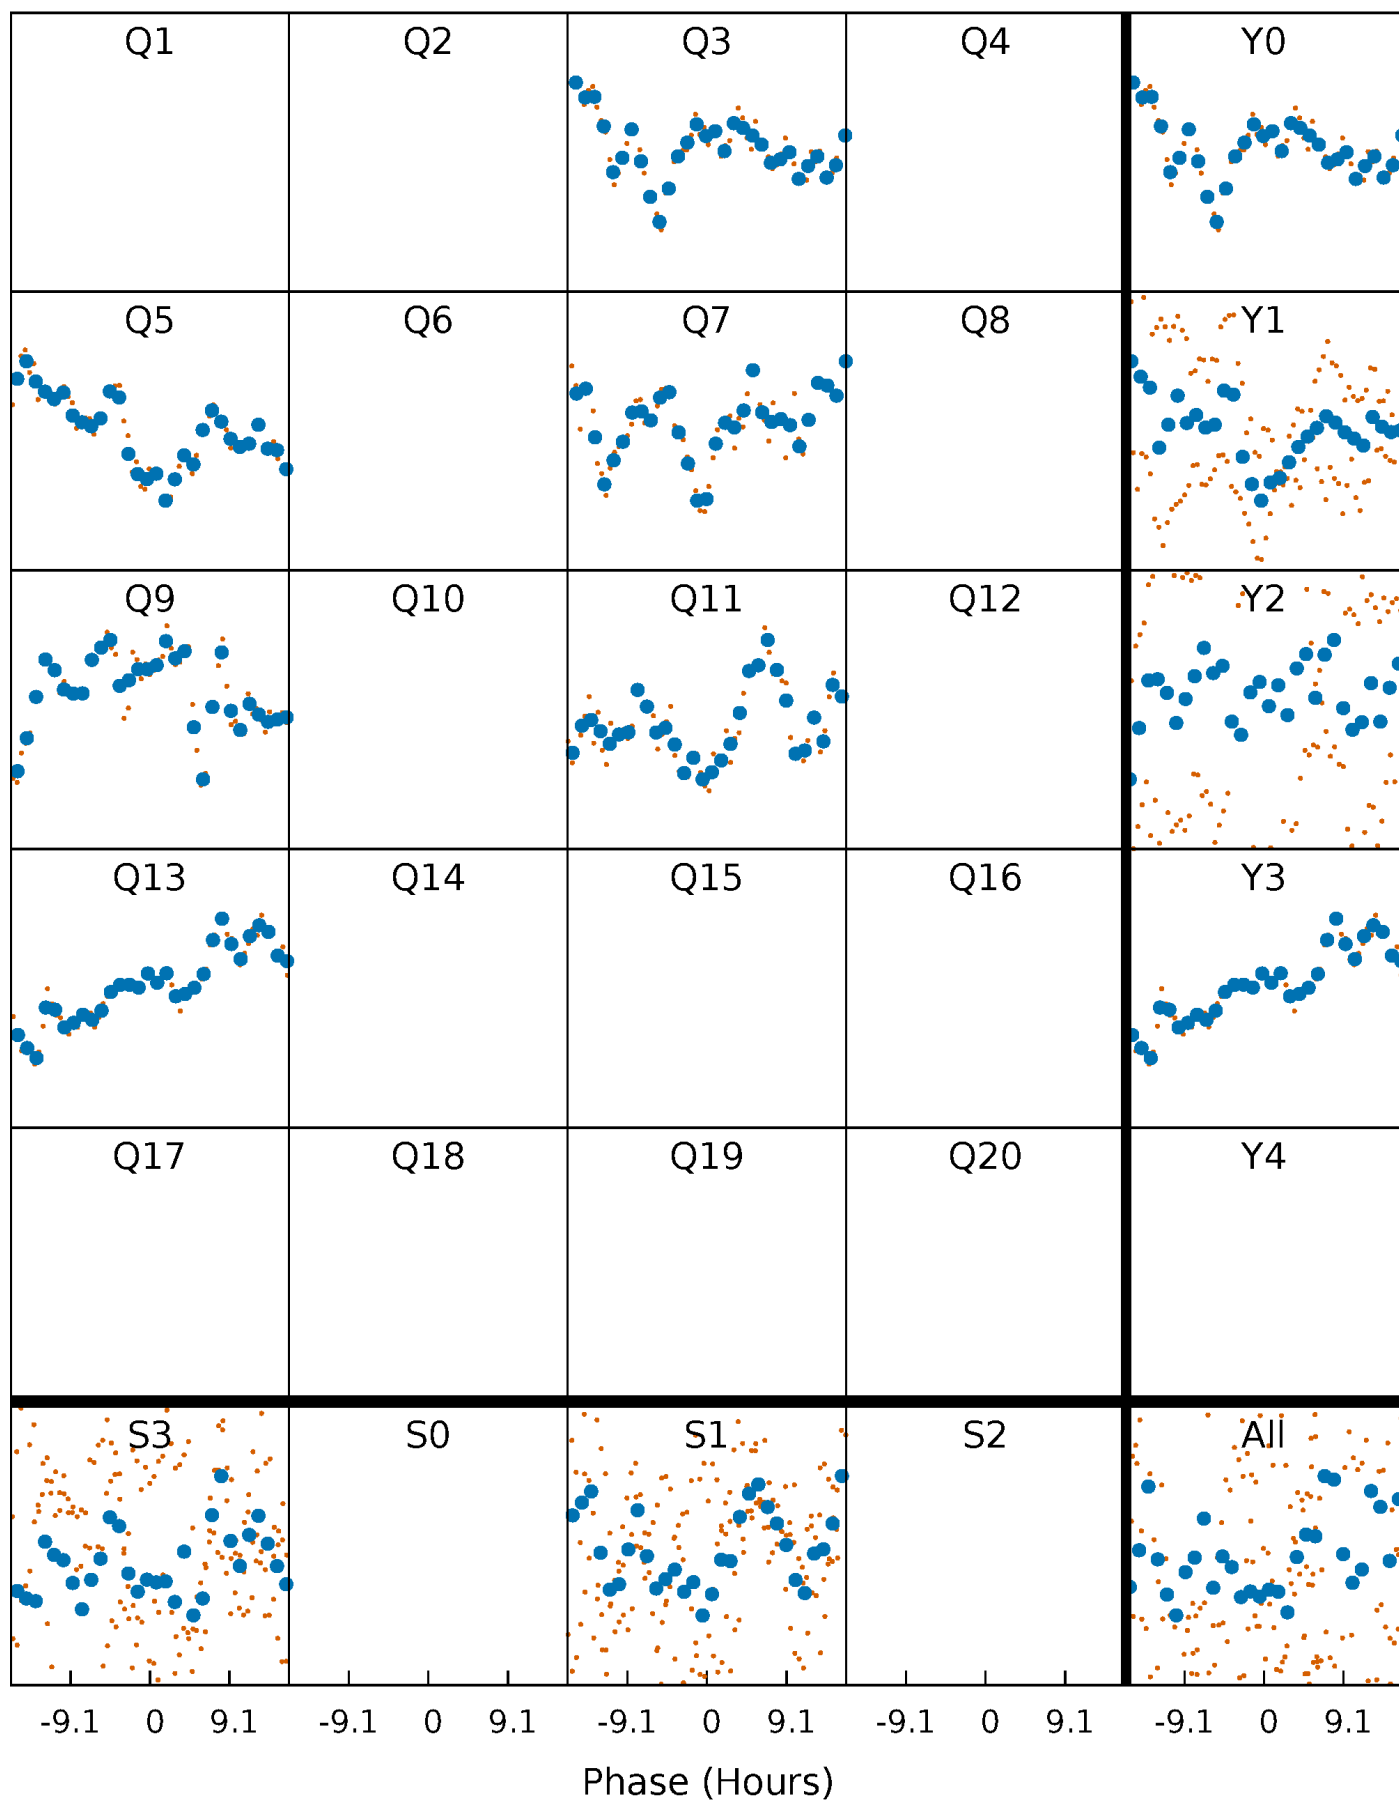 Q1 Q2 Q3 Q4 Y0
Q5 Q6 Q7 Q8 Y1
Q9 Q10 Q11 Q12 Y2
Q13 Q14 Q15 Q16 Y3
Q17 Q18 Q19 Q20 Y4
S3 S0 S1 S2 All
-9.1 0 9.1 -9.1 0 9.1 -9.1 0 9.1 -9.1 0 9.1 -9.1 0 9.1
Phase (Hours)